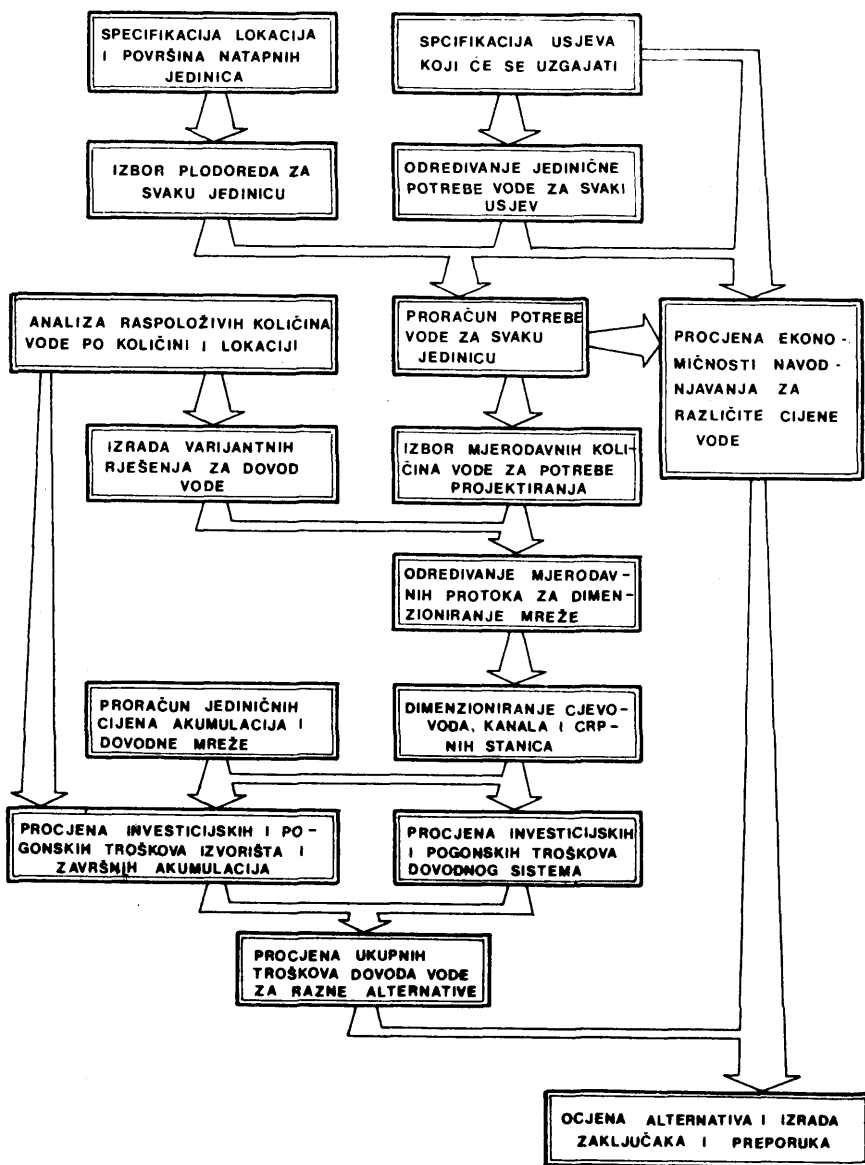 SPECIFIKACIJA LOKACIJA
I POVRŠINA NATAPNIH
JEDINICA
SPCIFIKACIJA USJEVA
KOJI ĆE SE UZGAJATI
IZBOR PLODOREDA ZA
SVAKU JEDINICU
ODREĐIVANJE JEDINIČNE
POTREBE VODE ZA SVAKI
USJEV
ANALIZA RASPOLOŽIVIH KOLIČINA
VODE PO KOLIČINI I LOKACIJI
PRORAČUN POTREBE
VODE ZA SVAKU
JEDINICU
PROCJENA EKONO-
MIČNOSTI NAVOD-
NJAVANJA ZA
RAZLIČITE CIJENE
VODE
IZRADA VARIJANTNIH
RJEŠENJA ZA DOVOD
VODE
IZBOR MJERODAVNIH KOLI-
ČINA VODE ZA POTREBE
PROJEKTIRANJA
ODREĐIVANJE MJERODAV-
NIH PROTOKA ZA DIMEN-
ZIONIRANJE MREŽE
PRORAČUN JEDINIČNIH
CIJENA AKUMULACIJA I
DOVODNE MREŽE
DIMENZIONIRANJE CJEVO-
VODA, KANALA I CRP-
NIH STANICA
PROCJENA INVESTICIJSKIH I PO-
GONSKIH TROŠKOVA IZVORIŠTA I
ZAVRŠNIH AKUMULACIJA
PROCJENA INVESTICIJSKIH
I POGONSKIH TROŠKOVA
DOVODNOG SISTEMA
PROCJENA UKUPNIH
TROŠKOVA DOVODA VODE
ZA RAZNE ALTERNATIVE
OCJENA ALTERNATIVA I IZRADA
ZAKLJUČAKA I PREPORUKA